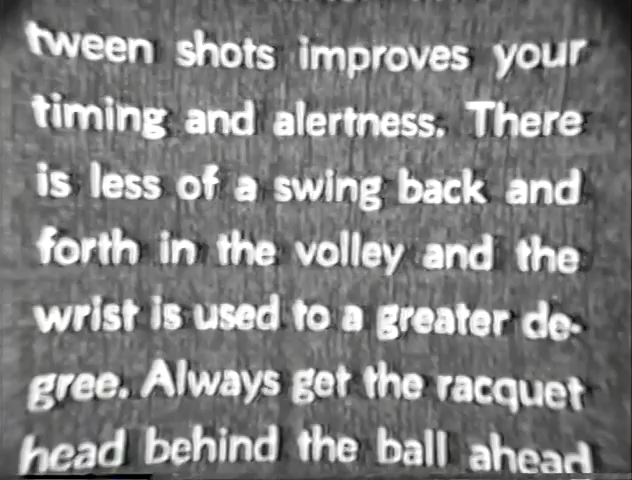 tween shots improves your
timing and alertness. There
is less of a swing back and
forth in the volley and the
wrist is used to a greater de-
gree. Always get the racquet
head behind the ball ahead